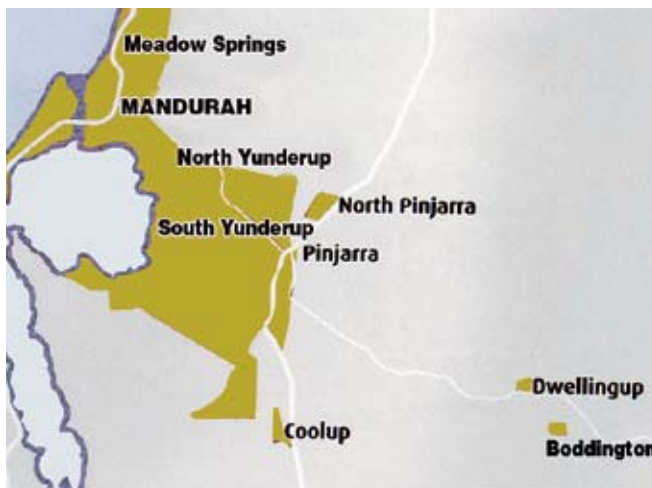 Meadow Springs
MANDURAH
North Yunderup
North Pinjarra
South Yunderup
Pinjarra
Dwellingup
Coolup
Boddington